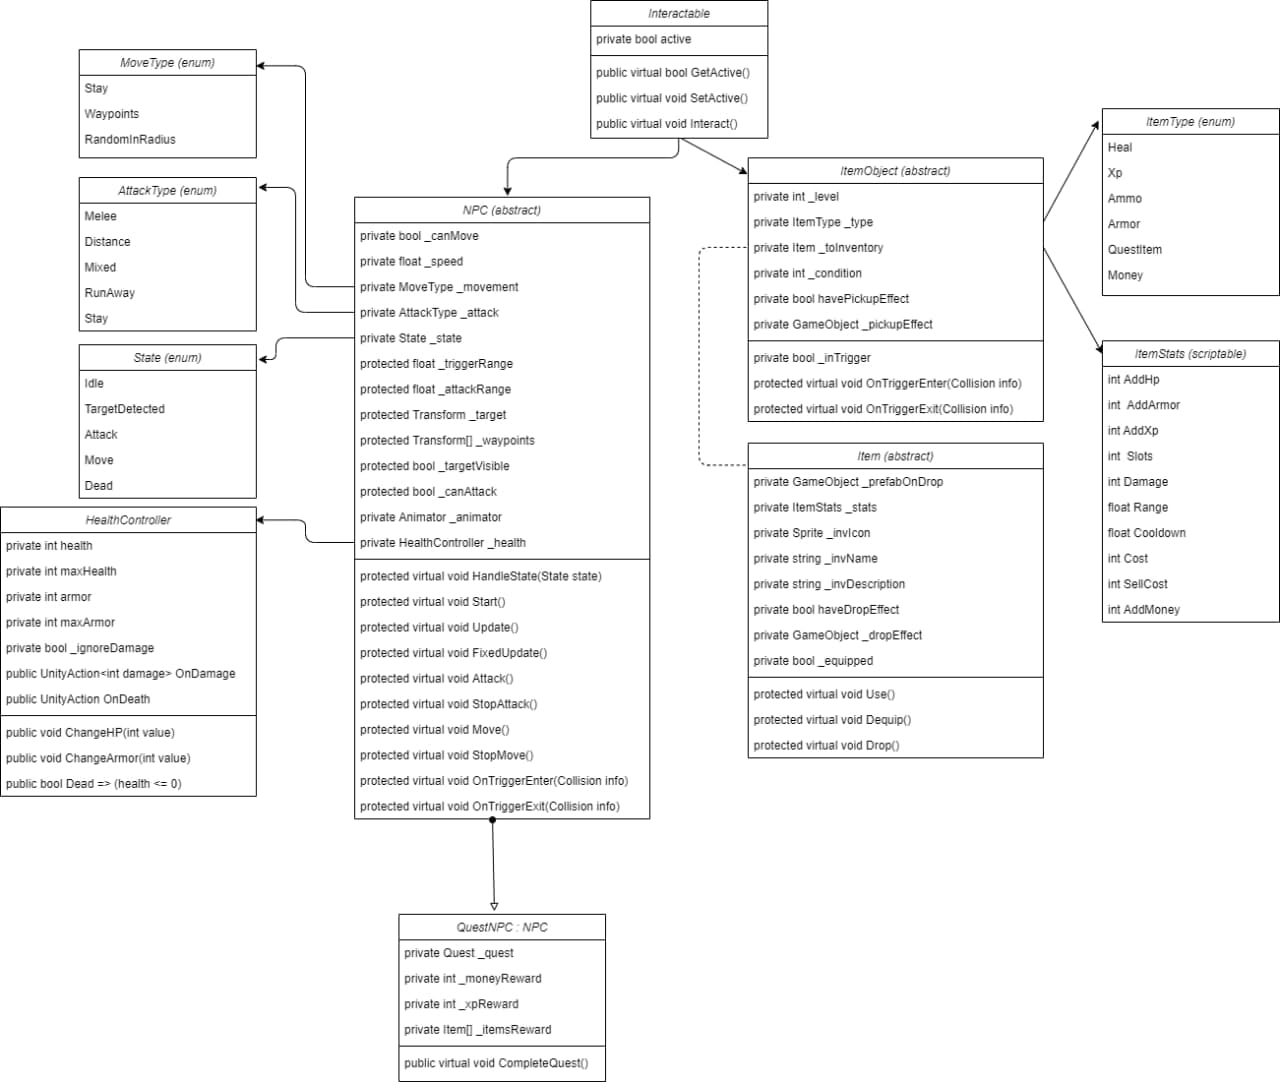 Interactable
private bool active
public virtual bool GetActive()
public virtual void SetActive()
public virtual void Interact()
MoveType (enum)
Stay
Waypoints
RandomInRadius
AttackType (enum)
Melee
Distance
Mixed
RunAway
Stay
State (enum)
Idle
TargetDetected
Attack
Move
Dead
HealthController
private int health
private int maxHealth
private int armor
private int maxArmor
private bool _ignoreDamage
public UnityAction<int damage> OnDamage
public UnityAction OnDeath
public void ChangeHP(int value)
public void ChangeArmor(int value)
public bool Dead => (health <= 0)
NPC (abstract)
private bool _canMove
private float _speed
private MoveType _movement
private AttackType _attack
private State _state
protected float _triggerRange
protected float _attackRange
protected Transform _target
protected Transform[] _waypoints
protected bool _targetVisible
protected bool _canAttack
private Animator _animator
private HealthController _health
protected virtual void HandleState(State state)
protected virtual void Start()
protected virtual void Update()
protected virtual void FixedUpdate()
protected virtual void Attack()
protected virtual void StopAttack()
protected virtual void Move()
protected virtual void StopMove()
protected virtual void OnTriggerEnter(Collision info)
protected virtual void OnTriggerExit(Collision info)
QuestNPC : NPC
private Quest _quest
private int _moneyReward
private int _xpReward
private Item[] _itemsReward
public virtual void CompleteQuest()
ItemObject (abstract)
private int _level
private ItemType _type
private Item _toInventory
private int _condition
private bool havePickupEffect
private GameObject _pickupEffect
private bool _inTrigger
protected virtual void OnTriggerEnter(Collision info)
protected virtual void OnTriggerExit(Collision info)
Item (abstract)
private GameObject _prefabOnDrop
private ItemStats _stats
private Sprite _invIcon
private string _invName
private string _invDescription
private bool haveDropEffect
private GameObject _dropEffect
private bool _equipped
protected virtual void Use()
protected virtual void Dequip()
protected virtual void Drop()
ItemType (enum)
Heal
Xp
Ammo
Armor
QuestItem
Money
ItemStats (scriptable)
int AddHp
int AddArmor
int AddXp
int Slots
int Damage
float Range
float Cooldown
int Cost
int SellCost
int AddMoney